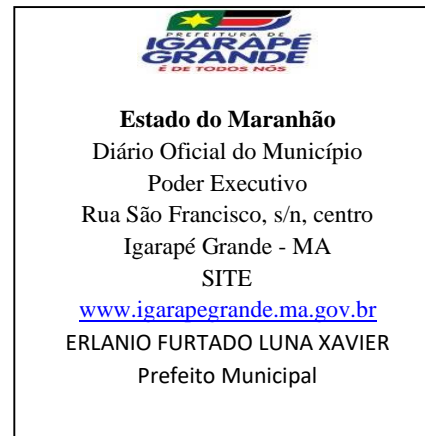 PREFEITURA DE
IGARAPÉ
GRANDE
É DE TODOS NÓS
Estado do Maranhão
Diário Oficial do Município
Poder Executivo
Rua São Francisco, s/n, centro
Igarapé Grande - MA
SITE
www.igarapegrande.ma.gov.br
ERLANIO FURTADO LUNA XAVIER
Prefeito Municipal